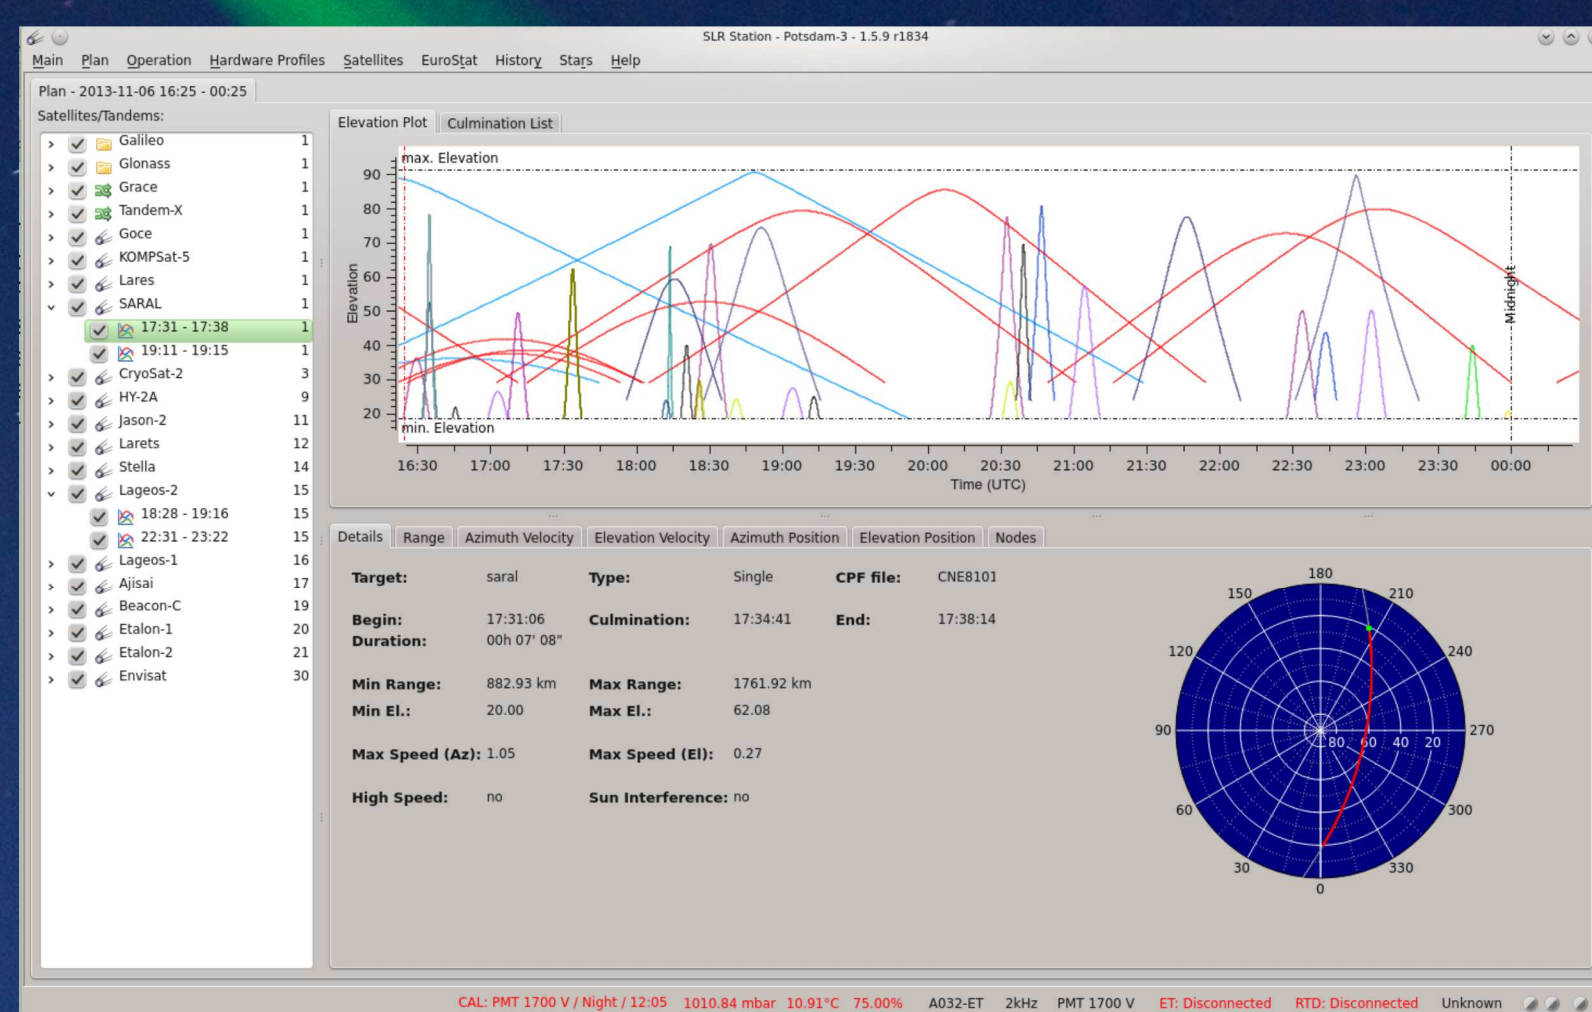 SLR Station - Potsdam-3 - 1.5.9 r1834
Main Plan Operation Hardware Profiles Satellites EuroStat History Stars Help
Plan - 2013-11-06 16:25 - 00:25
Satellites/Tandems:
Galileo 1
Glonass 1
Grace 1
Tandem-X 1
Goce 1
KOMPSat-5 1
Lares 1
SARAL 1
17:31 - 17:38 1
19:11 - 19:15 1
CryoSat-2 3
HY-2A 9
Jason-2 11
Larets 12
Stella 14
Lageos-2 15
18:28 - 19:16 15
22:31 - 23:22 15
Lageos-1 16
Ajisai 17
Beacon-C 19
Etalon-1 20
Etalon-2 21
Envisat 30
Elevation Plot Culmination List
max. Elevation
90
80
70
60
50
40
30
20
Elevation
min. Elevation
Midnight
16:30 17:00 17:30 18:00 18:30 19:00 19:30 20:00 20:30 21:00 21:30 22:00 22:30 23:00 23:30 00:00
Time (UTC)
Details Range Azimuth Velocity Elevation Velocity Azimuth Position Elevation Position Nodes
Target: saral Type: Single CPF file: CNE8101
Begin: 17:31:06 Culmination: 17:34:41 End: 17:38:14
Duration: 00h 07' 08"
Min Range: 882.93 km Max Range: 1761.92 km
Min El.: 20.00 Max El.: 62.08
Max Speed (Az): 1.05 Max Speed (El): 0.27
High Speed: no Sun Interference: no
180
150 210
120 240
90 270
80 60 40 20
60 300
30 330
0
CAL: PMT 1700 V / Night / 12:05 1010.84 mbar 10.91°C 75.00% A032-ET 2kHz PMT 1700 V ET: Disconnected RTD: Disconnected Unknown